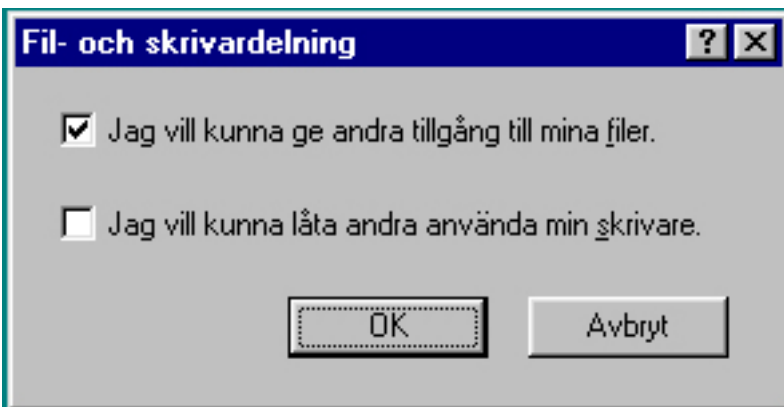 Fil- och skrivardelning
Jag vill kunna ge andra tillgång till mina filer.
Jag vill kunna låta andra använda min skrivare.
OK
Avbryt